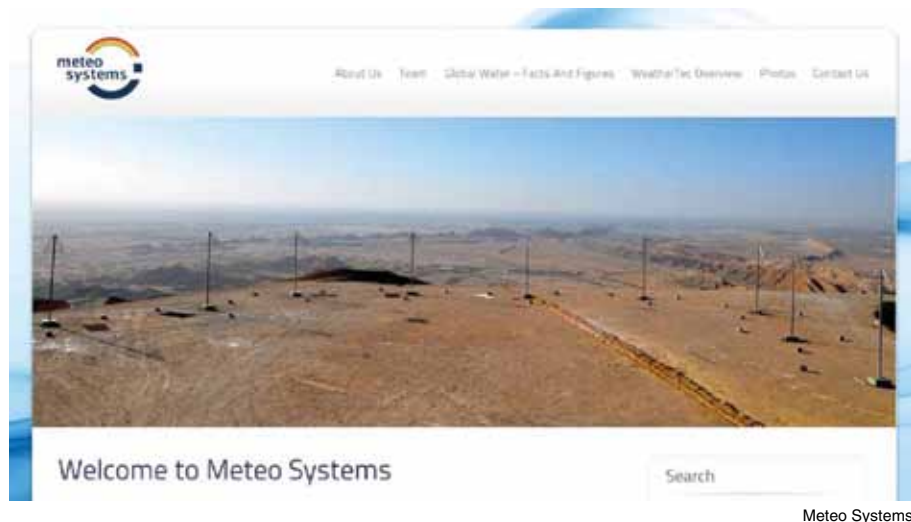 meteo
systems
About Us Team Global Water – Facts And Figures WeatherTec Overview Photos Contact Us
Welcome to Meteo Systems
Search
Meteo Systems